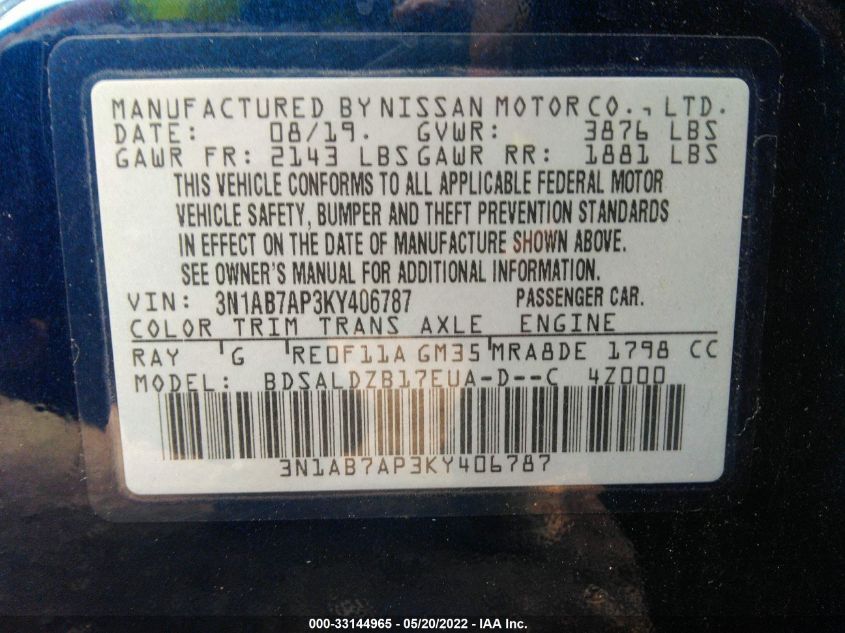 MANUFACTURED BY NISSAN MOTOR CO., LTD.
DATE: 08/19. GVWR: 3876 LBS
GAWR FR: 2143 LBS GAWR RR: 1881 LBS
THIS VEHICLE CONFORMS TO ALL APPLICABLE FEDERAL MOTOR
VEHICLE SAFETY, BUMPER AND THEFT PREVENTION STANDARDS
IN EFFECT ON THE DATE OF MANUFACTURE SHOWN ABOVE.
SEE OWNER'S MANUAL FOR ADDITIONAL INFORMATION.
VIN: 3N1AB7AP3KY406787 PASSENGER CAR.
COLOR TRIM TRANS AXLE ENGINE
RAY G RE0F11A GM35 MRA8DE 1798 CC
MODEL: BDSALDZB17EUA-D--C 4Z000
3N1AB7AP3KY406787
000-33144965 - 05/20/2022 - IAA Inc.